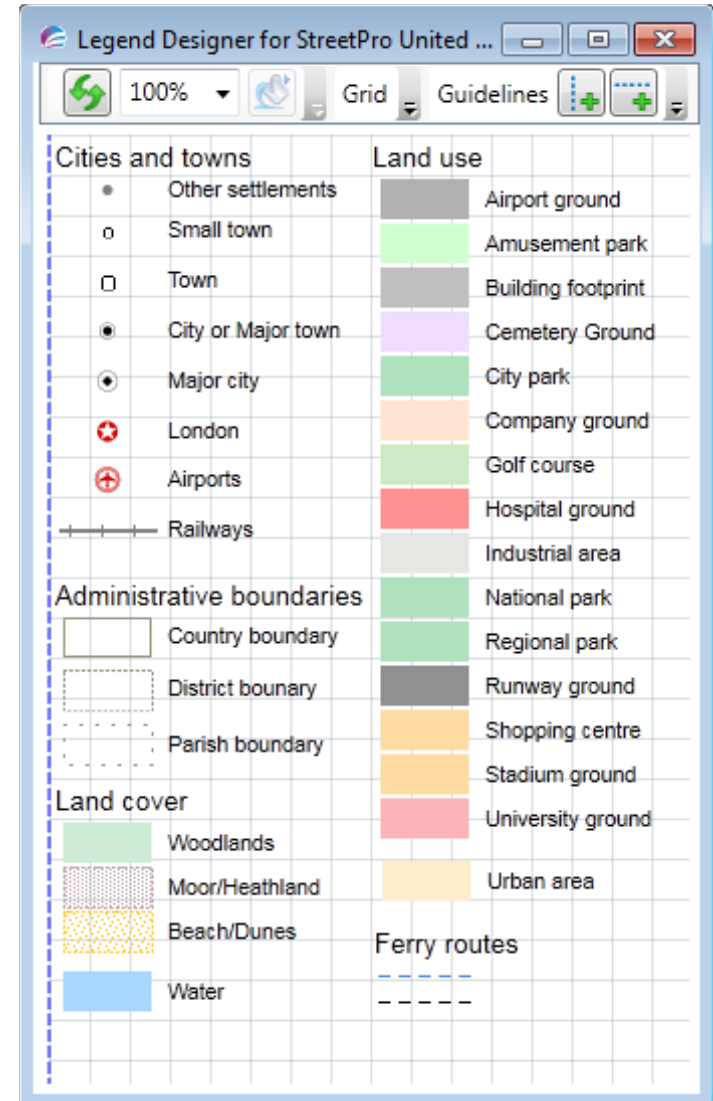 Legend Designer for StreetPro United ...
100% Grid Guidelines
Cities and towns
Other settlements
Small town
Town
City or Major town
Major city
London
Airports
Railways
Administrative boundaries
Country boundary
District bounary
Parish boundary
Land cover
Woodlands
Moor/Heathland
Beach/Dunes
Water
Land use
Airport ground
Amusement park
Building footprint
Cemetery Ground
City park
Company ground
Golf course
Hospital ground
Industrial area
National park
Regional park
Runway ground
Shopping centre
Stadium ground
University ground
Urban area
Ferry routes